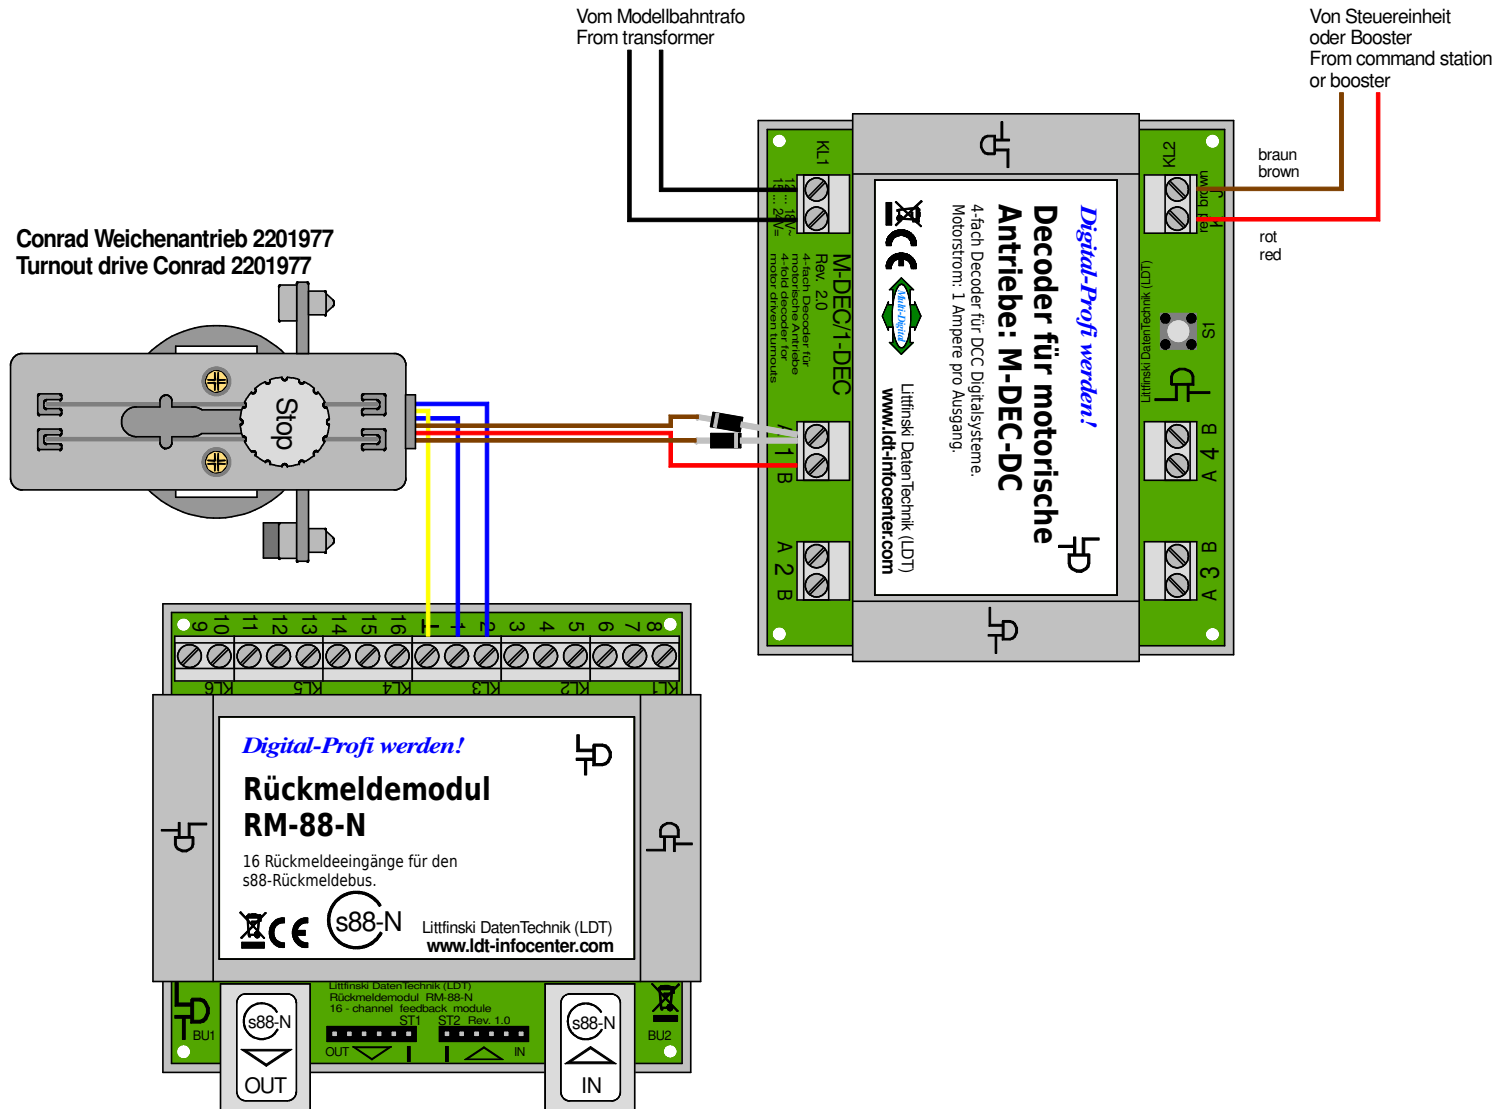 Vom Modellbahntrafo
From transformer
Von Steuereinheit
oder Booster
From command station
or booster
braun
brown
rot
red
Conrad Weichenantrieb 2201977
Turnout drive Conrad 2201977
Stop
KL1
12 ... 18V~
15 ... 24V=
M-DEC/1-DEC
Rev. 2.0
4-fach Decoder für
motorische Antriebe
4-fold decoder for
motor driven turnouts
A
1
B
A
2
B
Digital-Profi werden!
Decoder für motorische
Antriebe: M-DEC-DC
4-fach Decoder für DCC Digitalsysteme.
Motorstrom: 1 Ampere pro Ausgang.
CE
Multi-Digital
Littfinski DatenTechnik (LDT)
www.ldt-infocenter.com
KL2
red brown
K J
Littfinski DatenTechnik (LDT)
S1
A 4 B
A 3 B
9 10 11 12 13 14 15 16 ⊥ 1 2 3 4 5 6 7 8
KL6 KL5 KL4 KL3 KL2 KL1
Digital-Profi werden!
Rückmeldemodul
RM-88-N
16 Rückmeldeeingänge für den
s88-Rückmeldebus.
CE
s88-N
Littfinski DatenTechnik (LDT)
www.ldt-infocenter.com
Littfinski DatenTechnik (LDT)
Rückmeldemodul RM-88-N
16 - channel feedback module
ST1 ST2 Rev. 1.0
OUT IN
BU1
BU2
s88-N
OUT
s88-N
IN